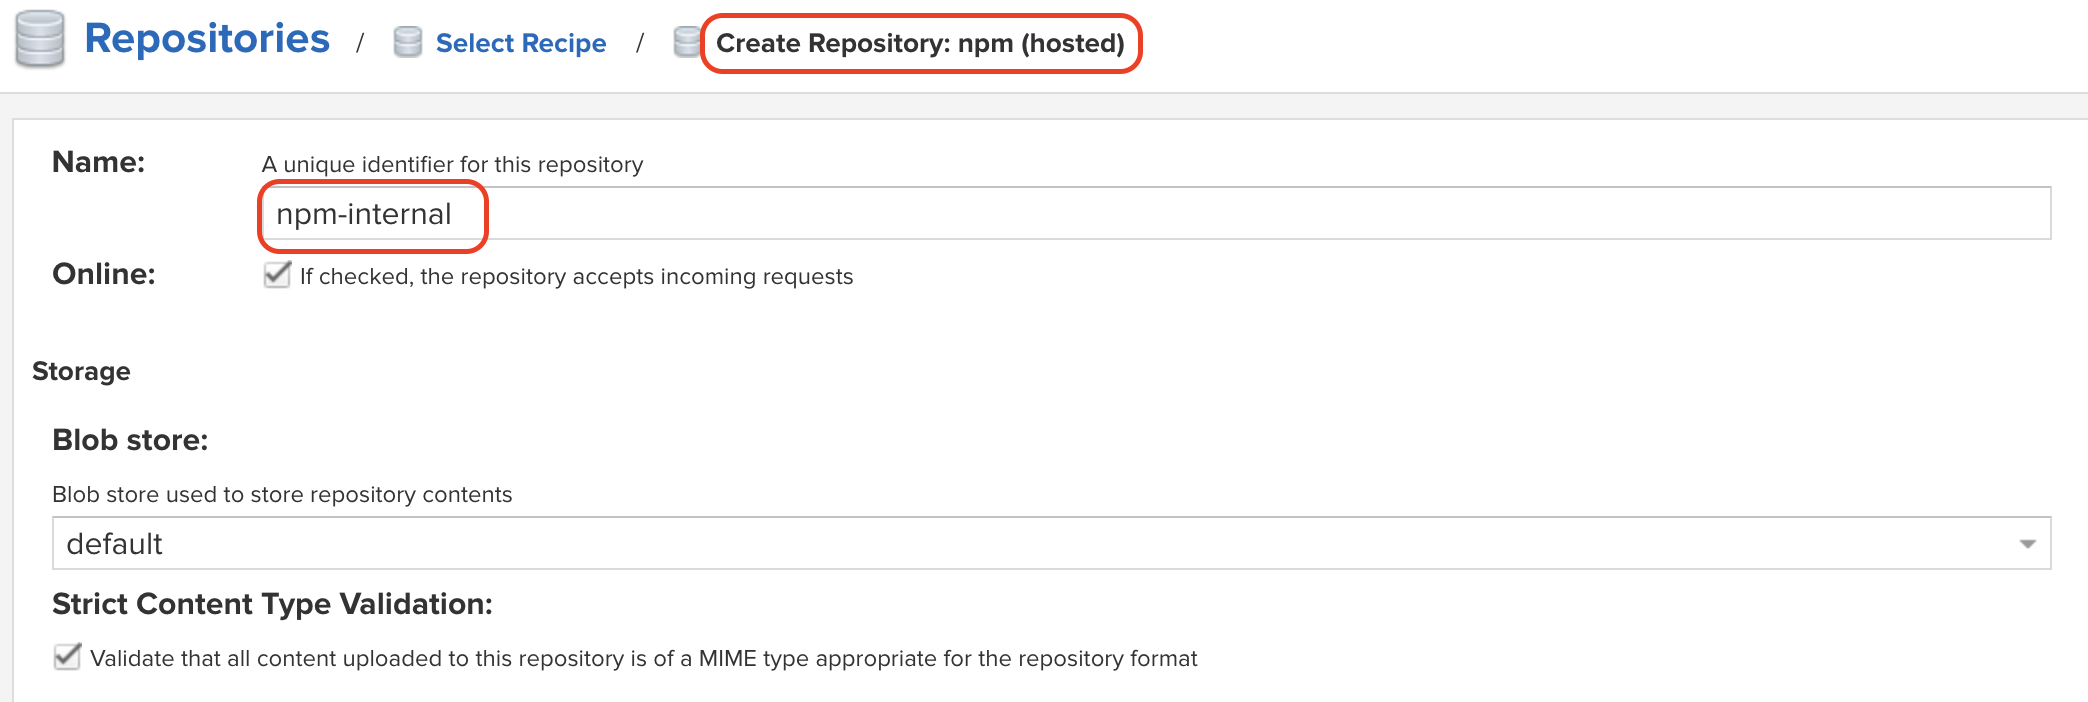 Repositories / Select Recipe / Create Repository: npm (hosted)
Name: A unique identifier for this repository
npm-internal
Online: If checked, the repository accepts incoming requests
Storage
Blob store:
Blob store used to store repository contents
default
Strict Content Type Validation:
Validate that all content uploaded to this repository is of a MIME type appropriate for the repository format